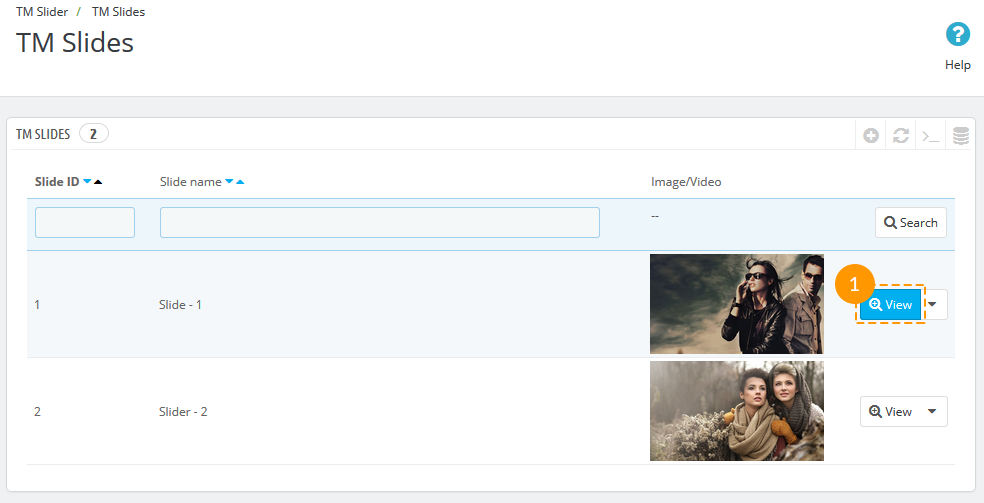 TM Slider / TM Slides
TM Slides
?
Help
TM SLIDES 2
>_
Slide ID Slide name Image/Video
-- Search
1 Slide - 1 1 View
2 Slider - 2 View